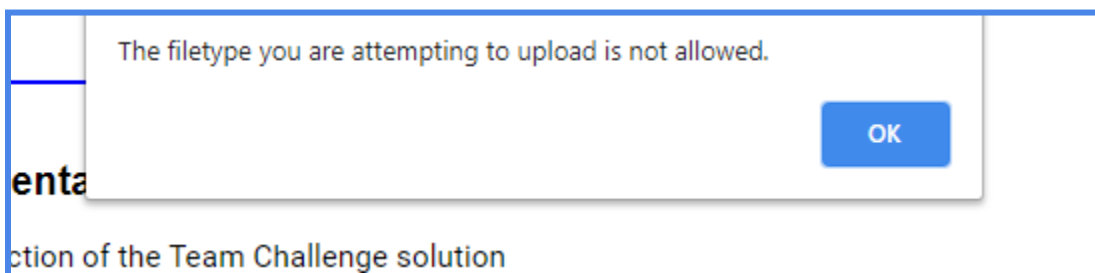 The filetype you are attempting to upload is not allowed.
OK
enta
ction of the Team Challenge solution